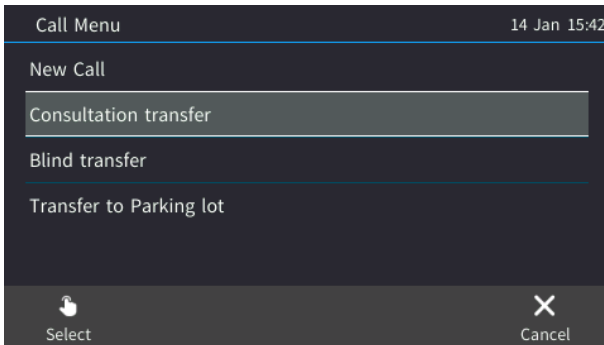 Call Menu 14 Jan 15:42
New Call
Consultation transfer
Blind transfer
Transfer to Parking lot
Select Cancel